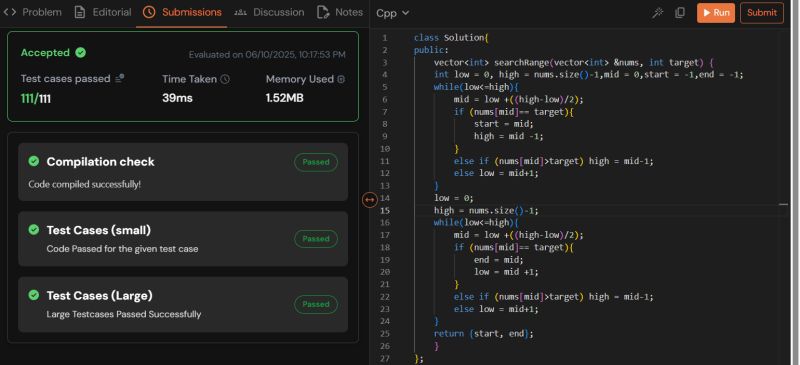 Problem Editorial Submissions Discussion Notes
Accepted
Evaluated on 06/10/2025, 10:17:53 PM
Test cases passed Time Taken Memory Used
111/111 39ms 1.52MB
Compilation check
Passed
Code compiled successfully!
Test Cases (small)
Passed
Code Passed for the given test case
Test Cases (Large)
Passed
Large Testcases Passed Successfully
Cpp Run Submit
1 class Solution{
2 public:
3 vector<int> searchRange(vector<int> &nums, int target) {
4 int low = 0, high = nums.size()-1,mid = 0,start = -1,end = -1;
5 while(low<=high){
6 mid = low +((high-low)/2);
7 if (nums[mid]== target){
8 start = mid;
9 high = mid -1;
10 }
11 else if (nums[mid]>target) high = mid-1;
12 else low = mid+1;
13 }
14 low = 0;
15 high = nums.size()-1;
16 while(low<=high){
17 mid = low +((high-low)/2);
18 if (nums[mid]== target){
19 end = mid;
20 low = mid +1;
21 }
22 else if (nums[mid]>target) high = mid-1;
23 else low = mid+1;
24 }
25 return {start, end};
26 }
27 };